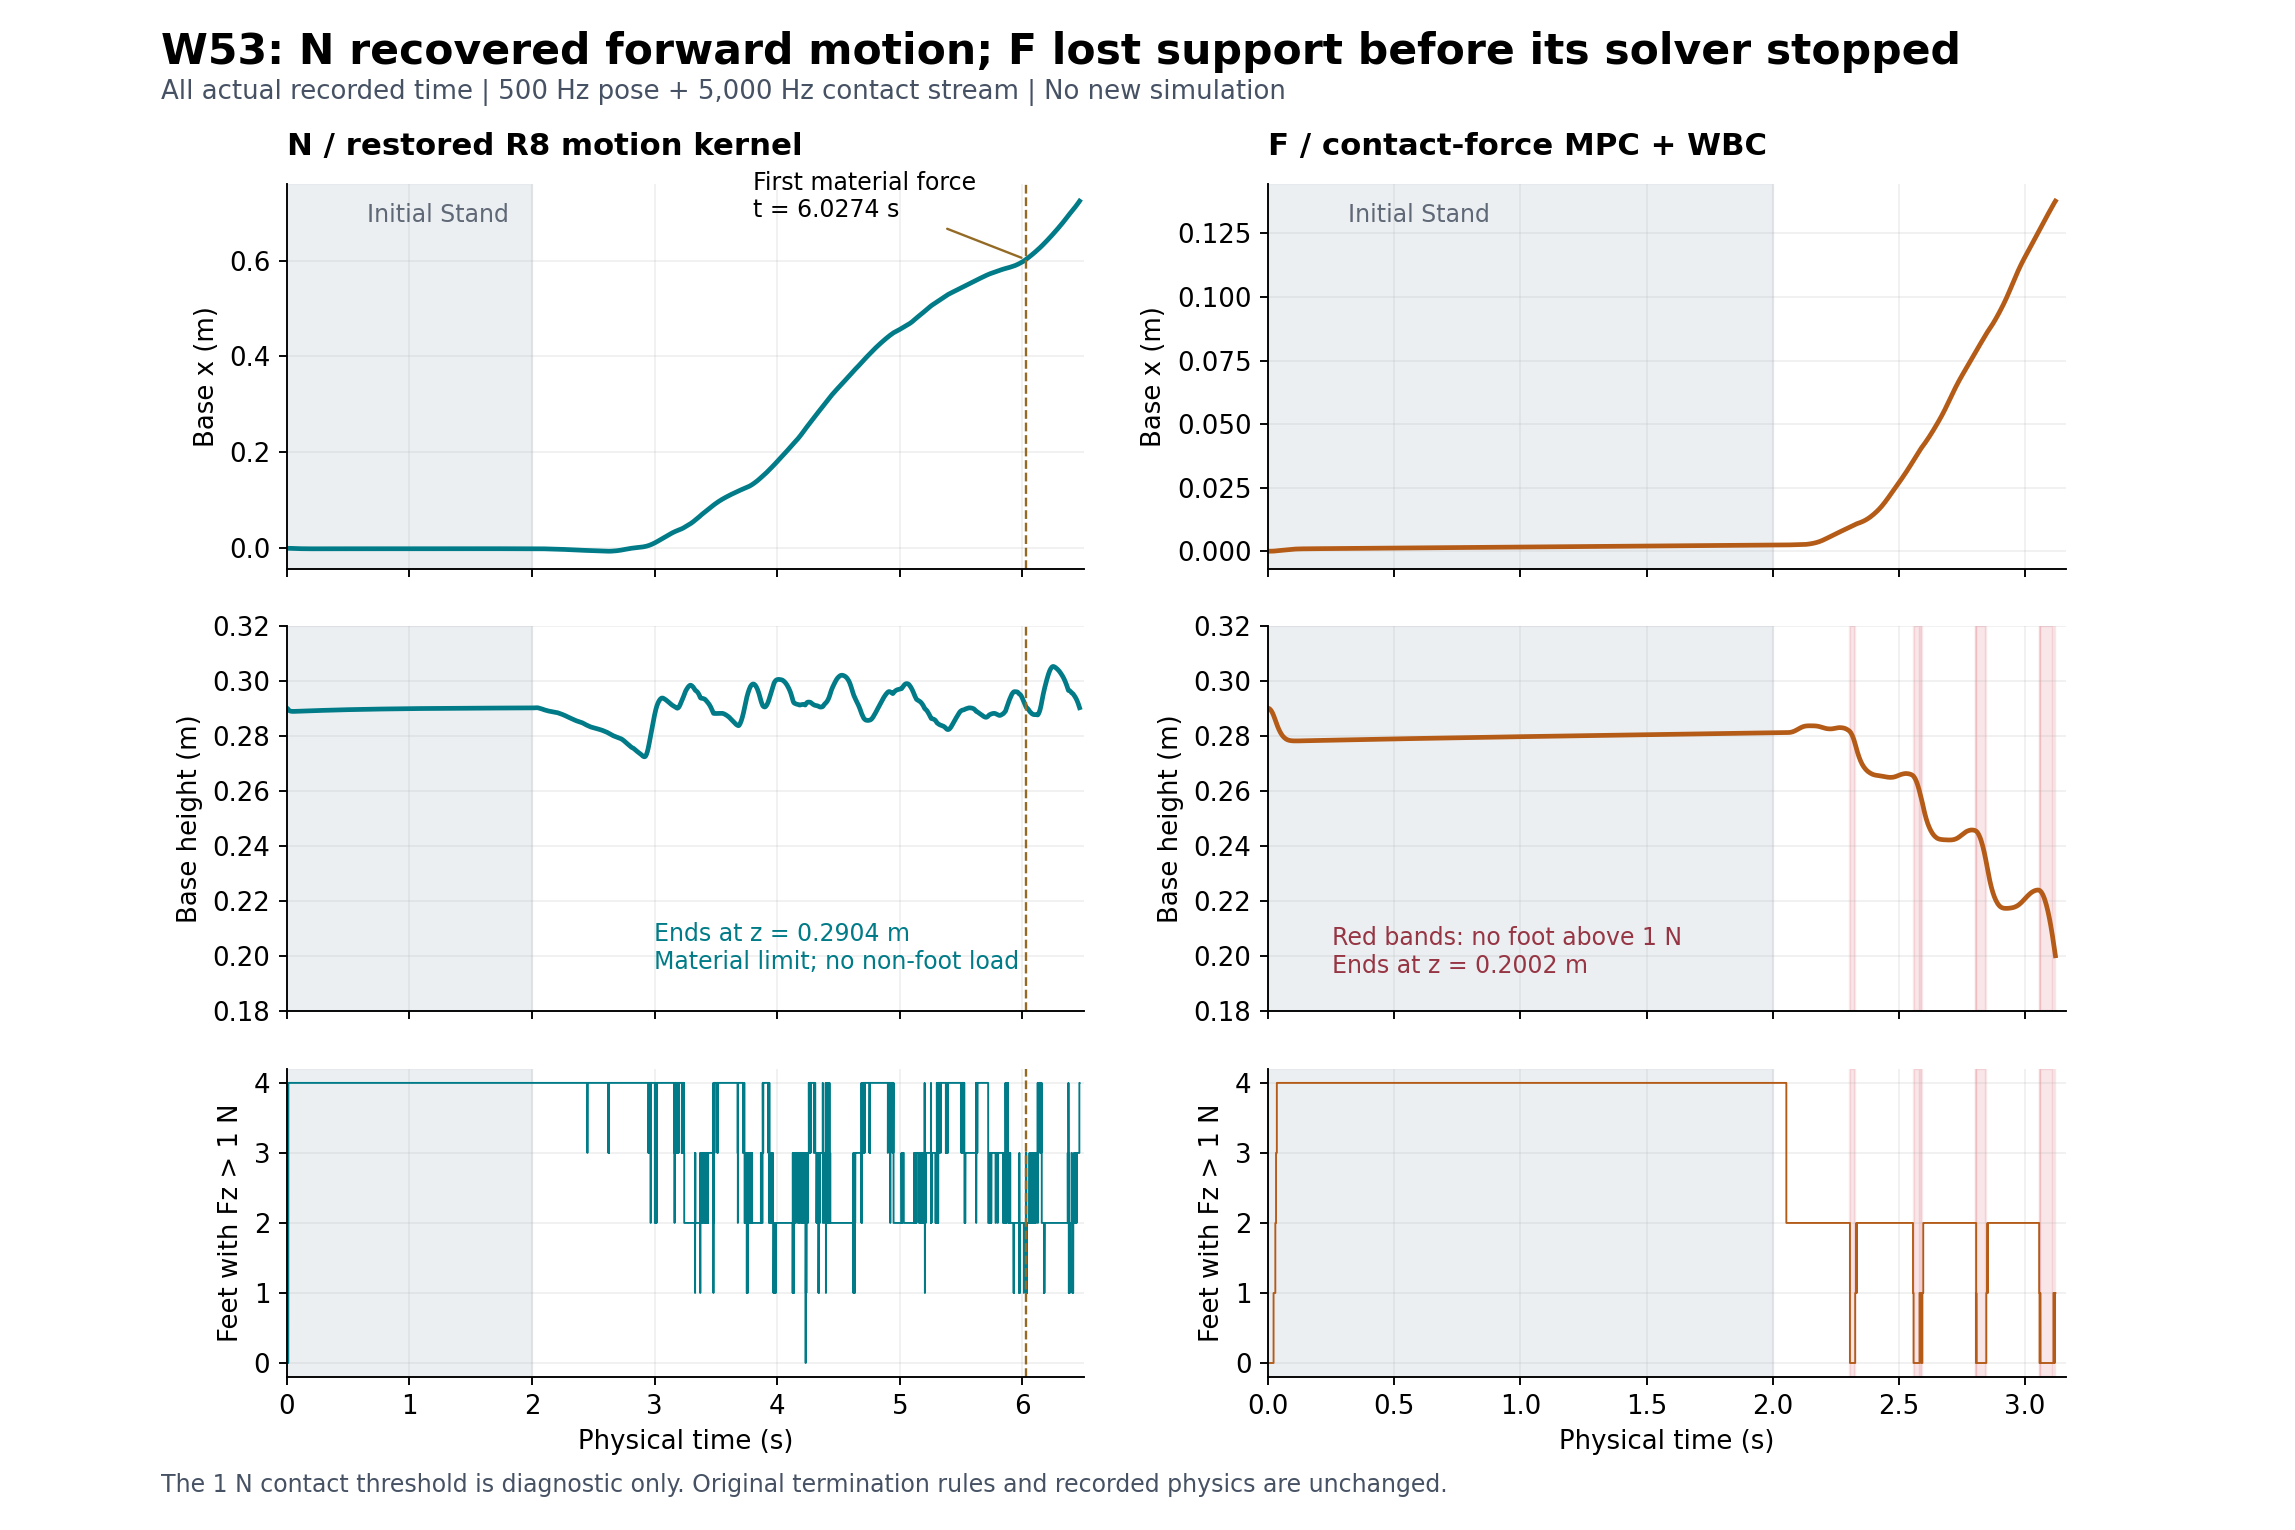 W53: N recovered forward motion; F lost support before its solver stopped
All actual recorded time | 500 Hz pose + 5,000 Hz contact stream | No new simulation
N / restored R8 motion kernel
First material force
t = 6.0274 s
Initial Stand
Base x (m)
0.6
0.4
0.2
0.0
F / contact-force MPC + WBC
Initial Stand
Base x (m)
0.125
0.100
0.075
0.050
0.025
0.000
Base height (m)
0.32
0.30
0.28
0.26
0.24
0.22
0.20
0.18
Ends at z = 0.2904 m
Material limit; no non-foot load
Base height (m)
0.32
0.30
0.28
0.26
0.24
0.22
0.20
0.18
Red bands: no foot above 1 N
Ends at z = 0.2002 m
Feet with Fz > 1 N
4
3
2
1
0
0 1 2 3 4 5 6
Physical time (s)
Feet with Fz > 1 N
4
3
2
1
0
0.0 0.5 1.0 1.5 2.0 2.5 3.0
Physical time (s)
The 1 N contact threshold is diagnostic only. Original termination rules and recorded physics are unchanged.